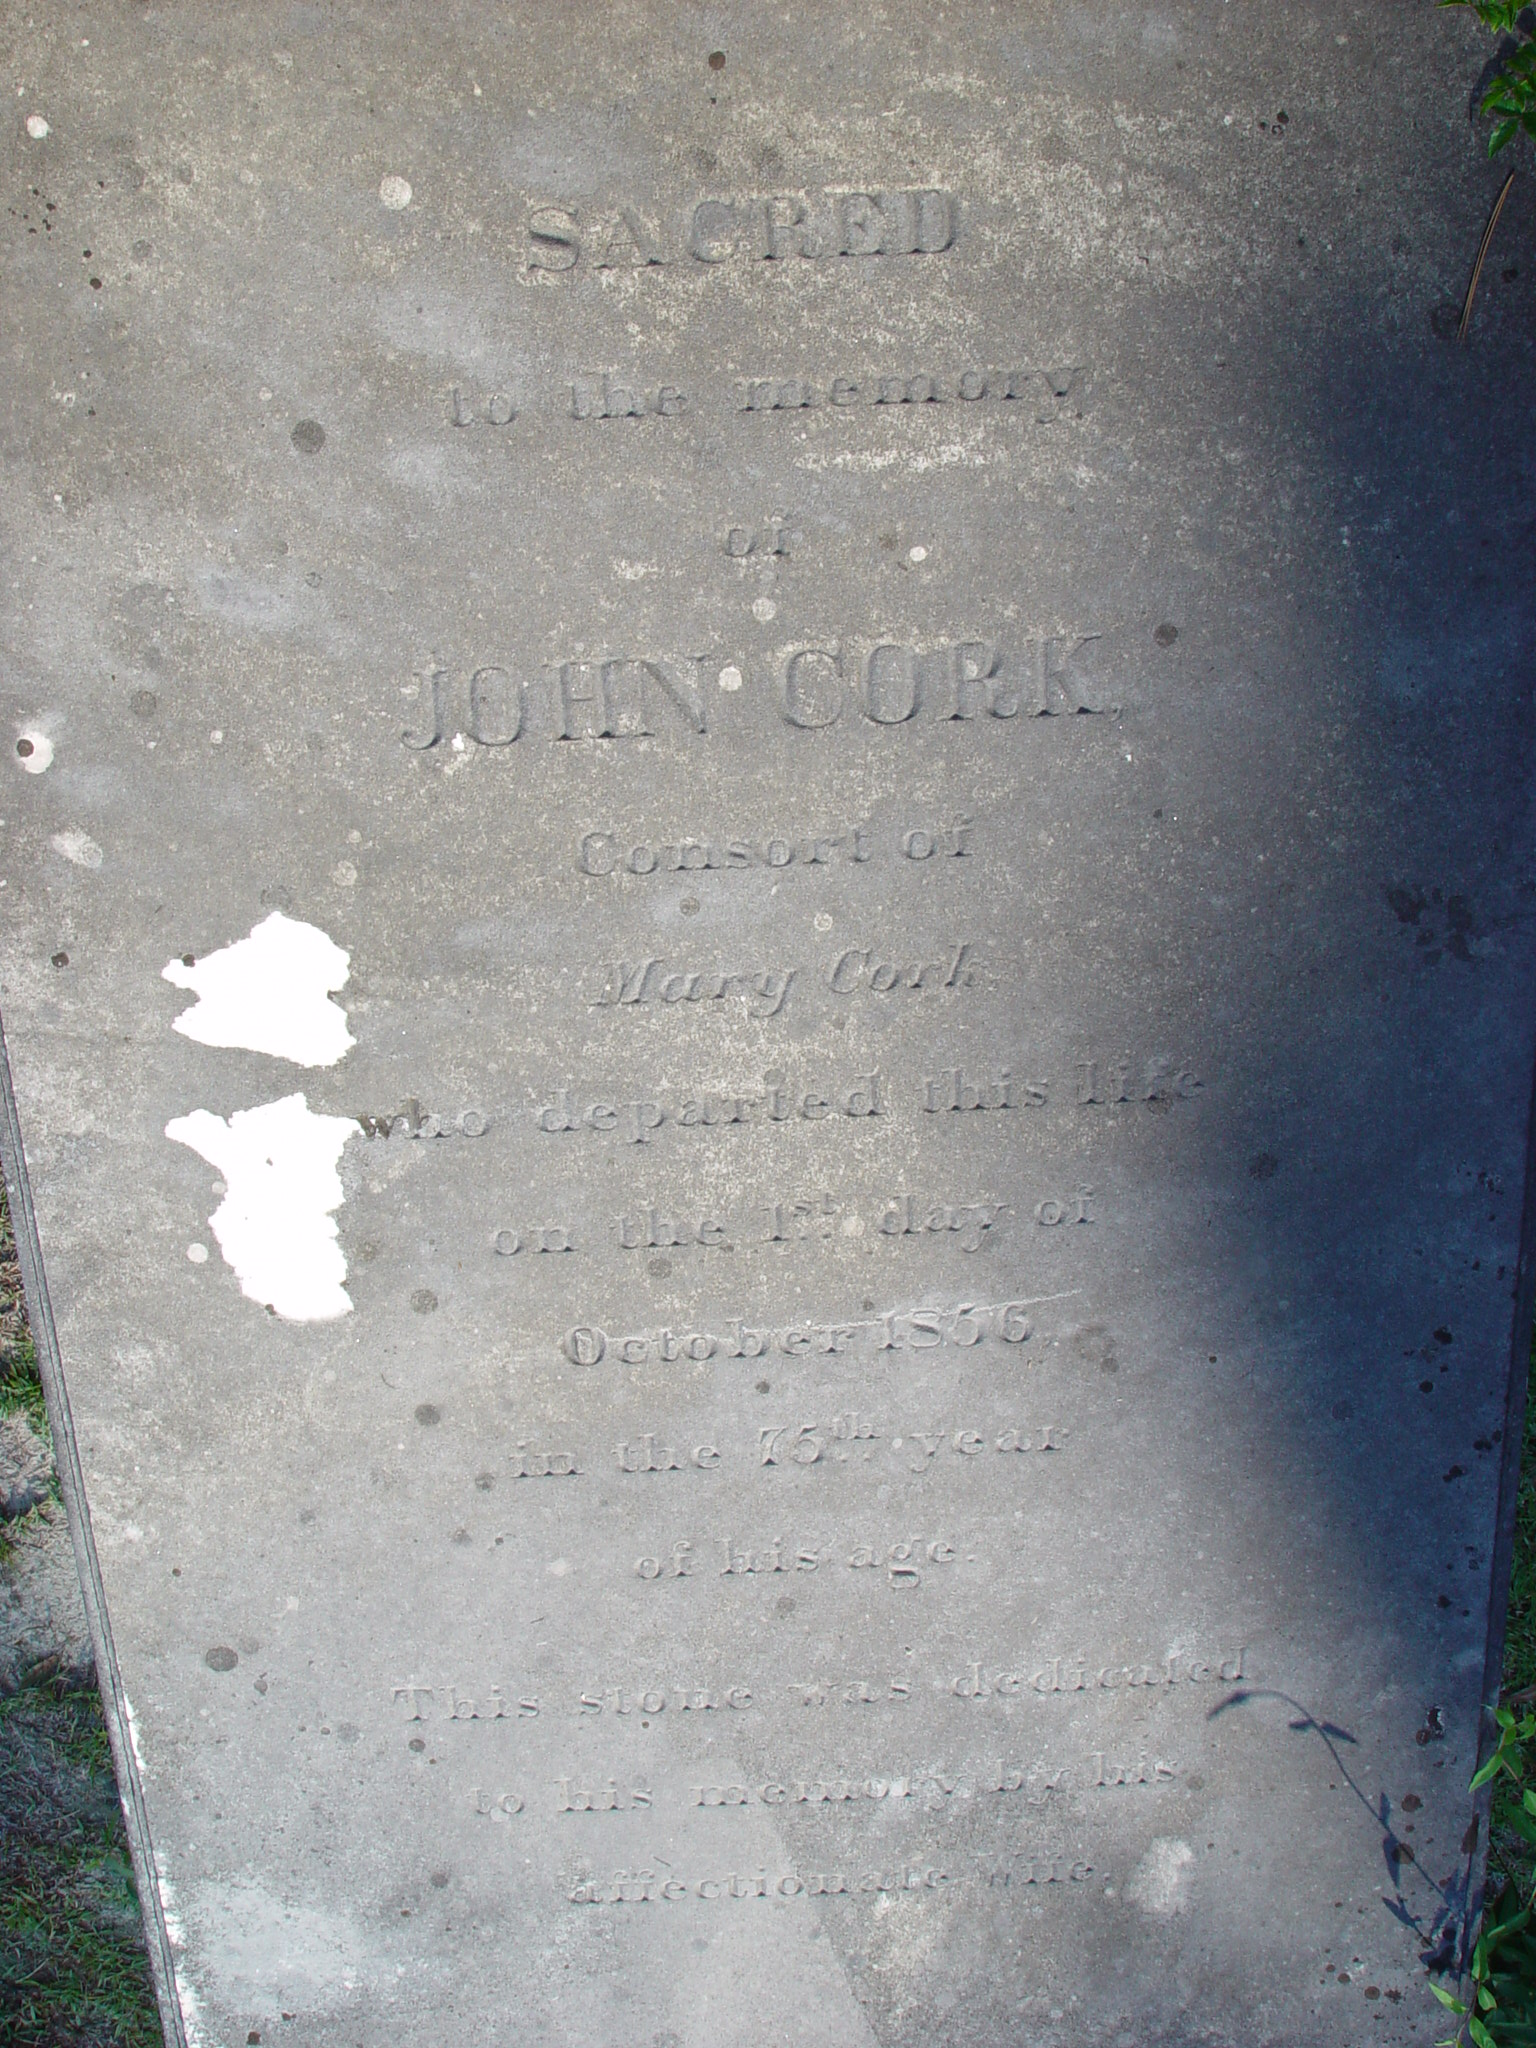 SACRED
to the memory
of
JOHN CORK,
Consort of
Mary Cork
who departed this life
on the 1st day of
October 1856,
in the 75th year
of his age.
This stone was dedicated
to his memory by his
affectionate Wife.